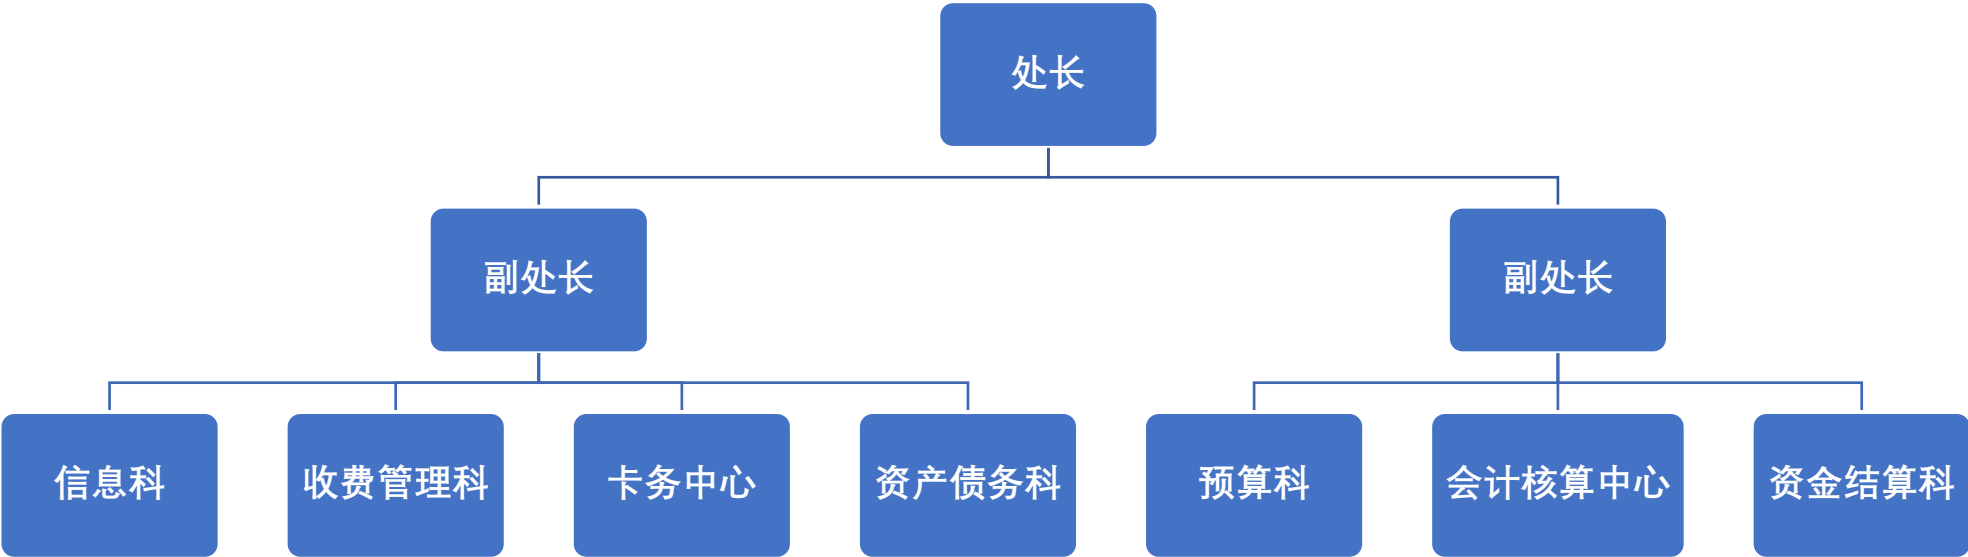 处长
副处长
副处长
信息科
收费管理科
卡务中心
资产债务科
预算科
会计核算中心
资金结算科